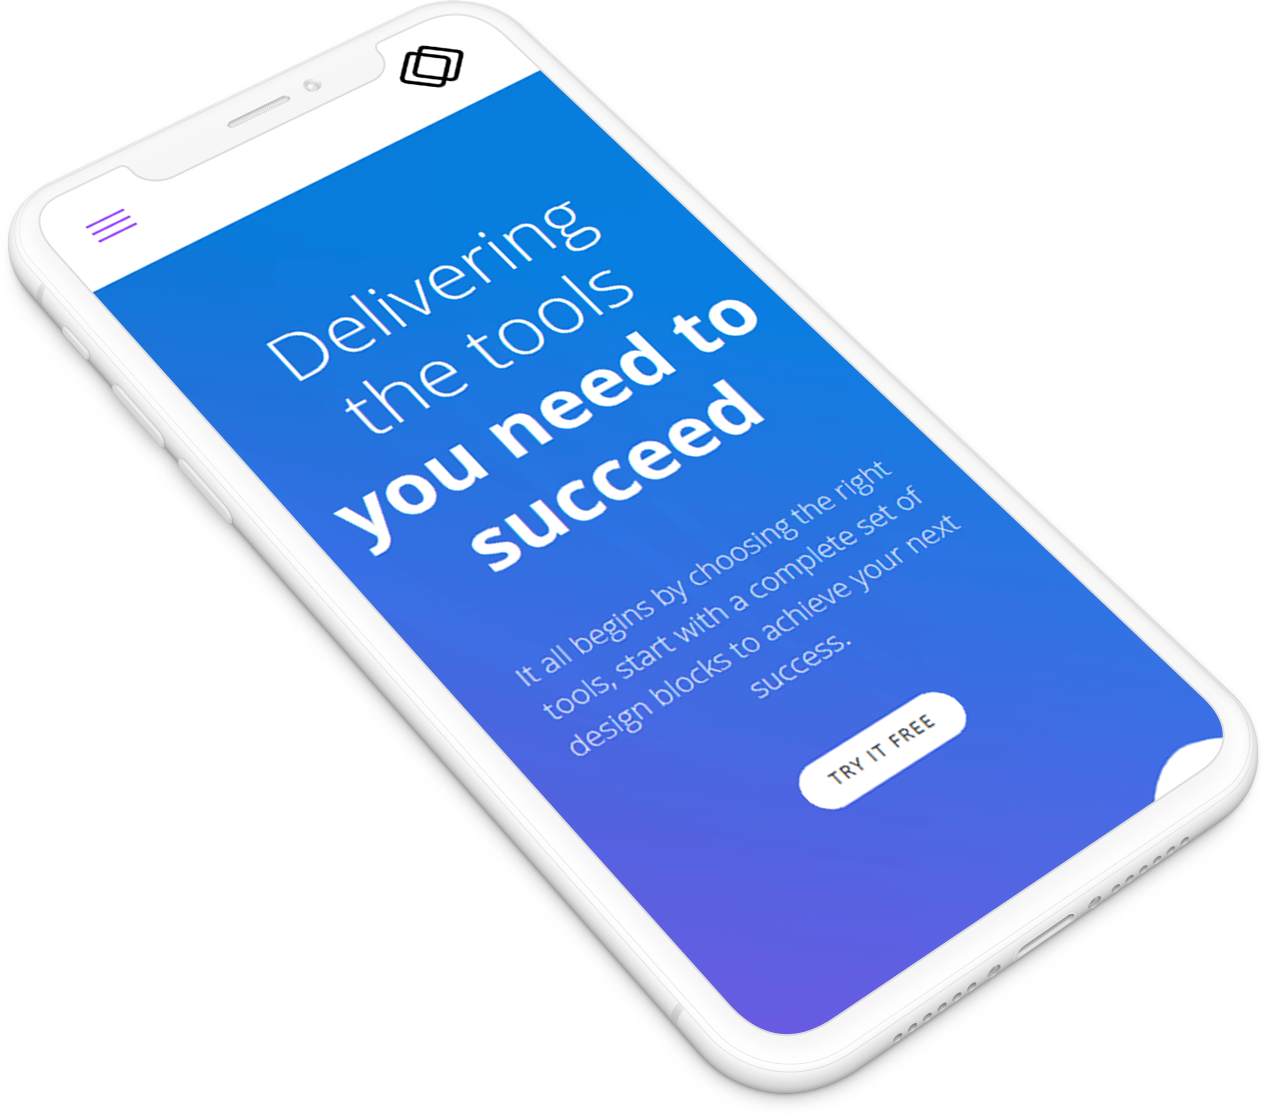 Delivering
the tools
you need to
succeed
It all begins by choosing the right
tools, start with a complete set of
design blocks to achieve your next
success.
TRY IT FREE